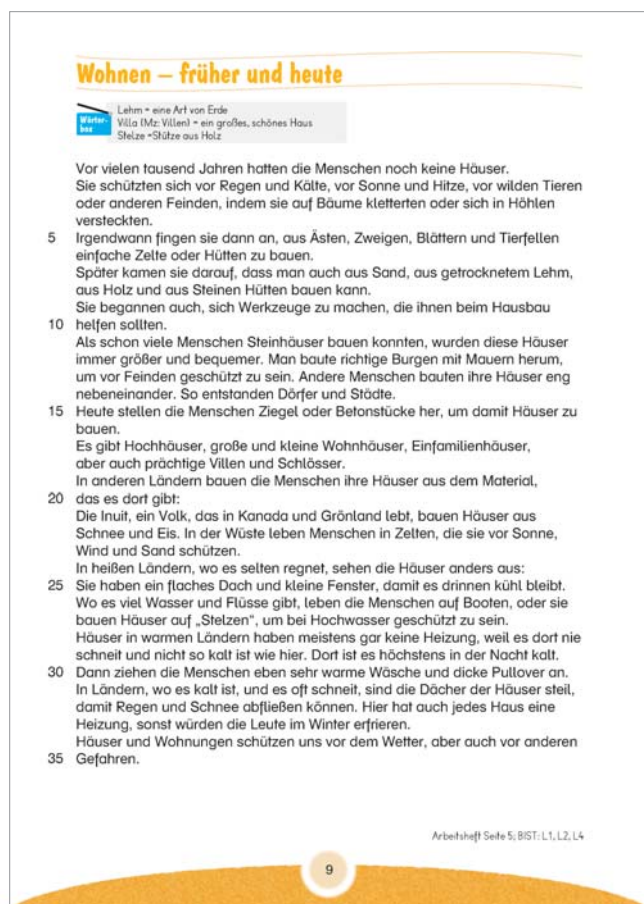 Wohnen – früher und heute
Wörter-
box
Lehm = eine Art von Erde
Villa (Mz: Villen) = ein großes, schönes Haus
Stelze =Stütze aus Holz
Vor vielen tausend Jahren hatten die Menschen noch keine Häuser.
Sie schützten sich vor Regen und Kälte, vor Sonne und Hitze, vor wilden Tieren
oder anderen Feinden, indem sie auf Bäume kletterten oder sich in Höhlen
versteckten.
5 Irgendwann fingen sie dann an, aus Ästen, Zweigen, Blättern und Tierfellen
einfache Zelte oder Hütten zu bauen.
Später kamen sie darauf, dass man auch aus Sand, aus getrocknetem Lehm,
aus Holz und aus Steinen Hütten bauen kann.
Sie begannen auch, sich Werkzeuge zu machen, die ihnen beim Hausbau
10 helfen sollten.
Als schon viele Menschen Steinhäuser bauen konnten, wurden diese Häuser
immer größer und bequemer. Man baute richtige Burgen mit Mauern herum,
um vor Feinden geschützt zu sein. Andere Menschen bauten ihre Häuser eng
nebeneinander. So entstanden Dörfer und Städte.
15 Heute stellen die Menschen Ziegel oder Betonstücke her, um damit Häuser zu
bauen.
Es gibt Hochhäuser, große und kleine Wohnhäuser, Einfamilienhäuser,
aber auch prächtige Villen und Schlösser.
In anderen Ländern bauen die Menschen ihre Häuser aus dem Material,
20 das es dort gibt:
Die Inuit, ein Volk, das in Kanada und Grönland lebt, bauen Häuser aus
Schnee und Eis. In der Wüste leben Menschen in Zelten, die sie vor Sonne,
Wind und Sand schützen.
In heißen Ländern, wo es selten regnet, sehen die Häuser anders aus:
25 Sie haben ein flaches Dach und kleine Fenster, damit es drinnen kühl bleibt.
Wo es viel Wasser und Flüsse gibt, leben die Menschen auf Booten, oder sie
bauen Häuser auf „Stelzen“, um bei Hochwasser geschützt zu sein.
Häuser in warmen Ländern haben meistens gar keine Heizung, weil es dort nie
schneit und nicht so kalt ist wie hier. Dort ist es höchstens in der Nacht kalt.
30 Dann ziehen die Menschen eben sehr warme Wäsche und dicke Pullover an.
In Ländern, wo es kalt ist, und es oft schneit, sind die Dächer der Häuser steil,
damit Regen und Schnee abfließen können. Hier hat auch jedes Haus eine
Heizung, sonst würden die Leute im Winter erfrieren.
Häuser und Wohnungen schützen uns vor dem Wetter, aber auch vor anderen
35 Gefahren.
Arbeitsheft Seite 5; BIST: L1, L2, L4
9